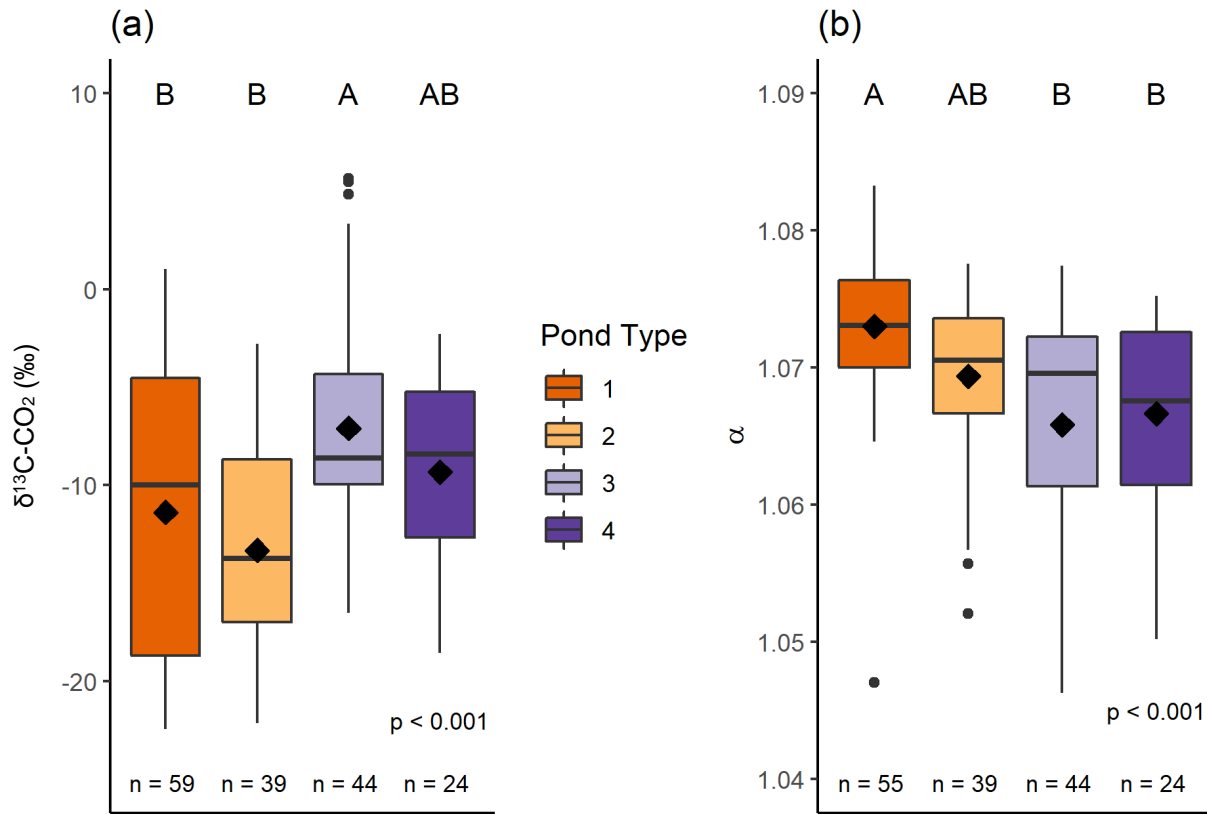 (a)
B B A AB
10
0
-10
-20
δ¹³C-CO₂ (‰)
p < 0.001
n = 59 n = 39 n = 44 n = 24
Pond Type
1
2
3
4
(b)
A AB B B
1.09
1.08
1.07
1.06
1.05
1.04
α
p < 0.001
n = 55 n = 39 n = 44 n = 24